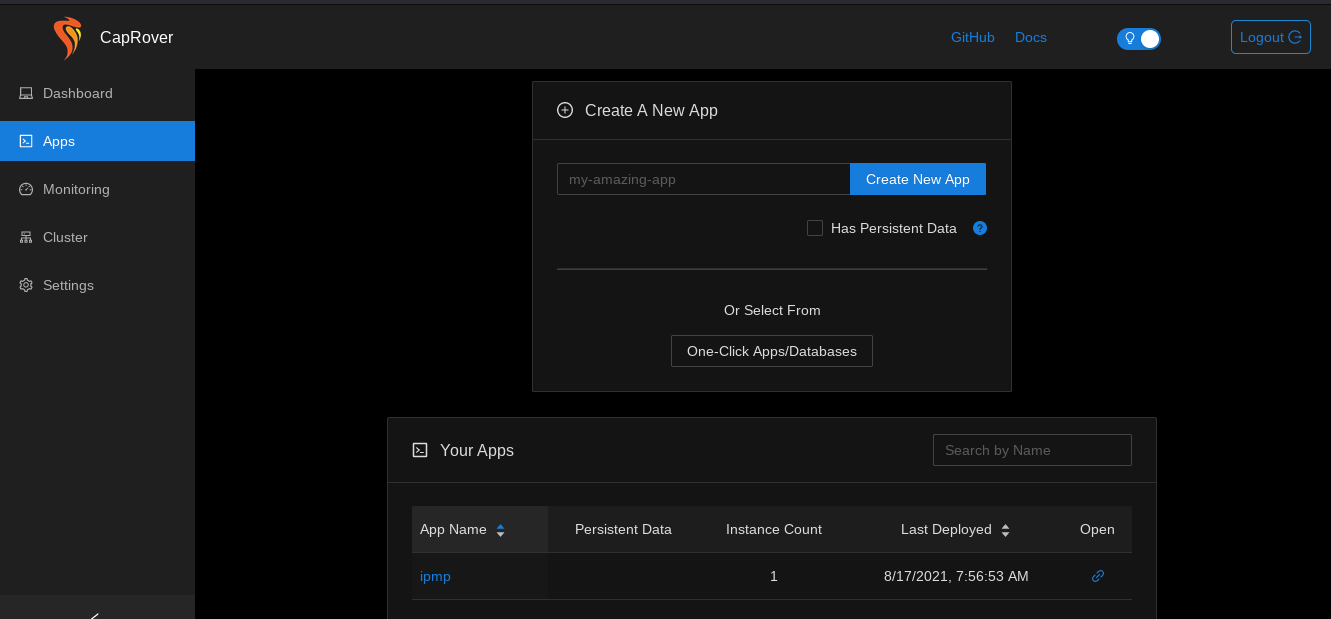 CapRover
GitHub Docs
Logout
Dashboard
Apps
Monitoring
Cluster
Settings
Create A New App
my-amazing-app
Create New App
Has Persistent Data
Or Select From
One-Click Apps/Databases
Your Apps
Search by Name
App Name Persistent Data Instance Count Last Deployed Open
ipmp 1 8/17/2021, 7:56:53 AM